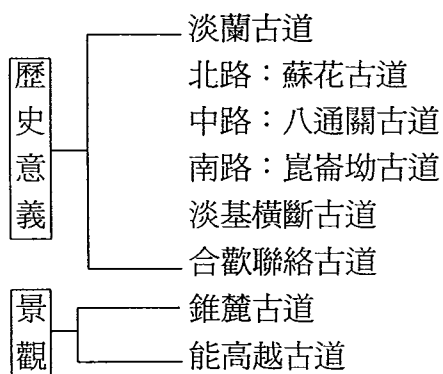 歷史意義
淡蘭古道
北路：蘇花古道
中路：八通關古道
南路：崑崙坳古道
淡基橫斷古道
合歡聯絡古道
景觀
錐麓古道
能高越古道